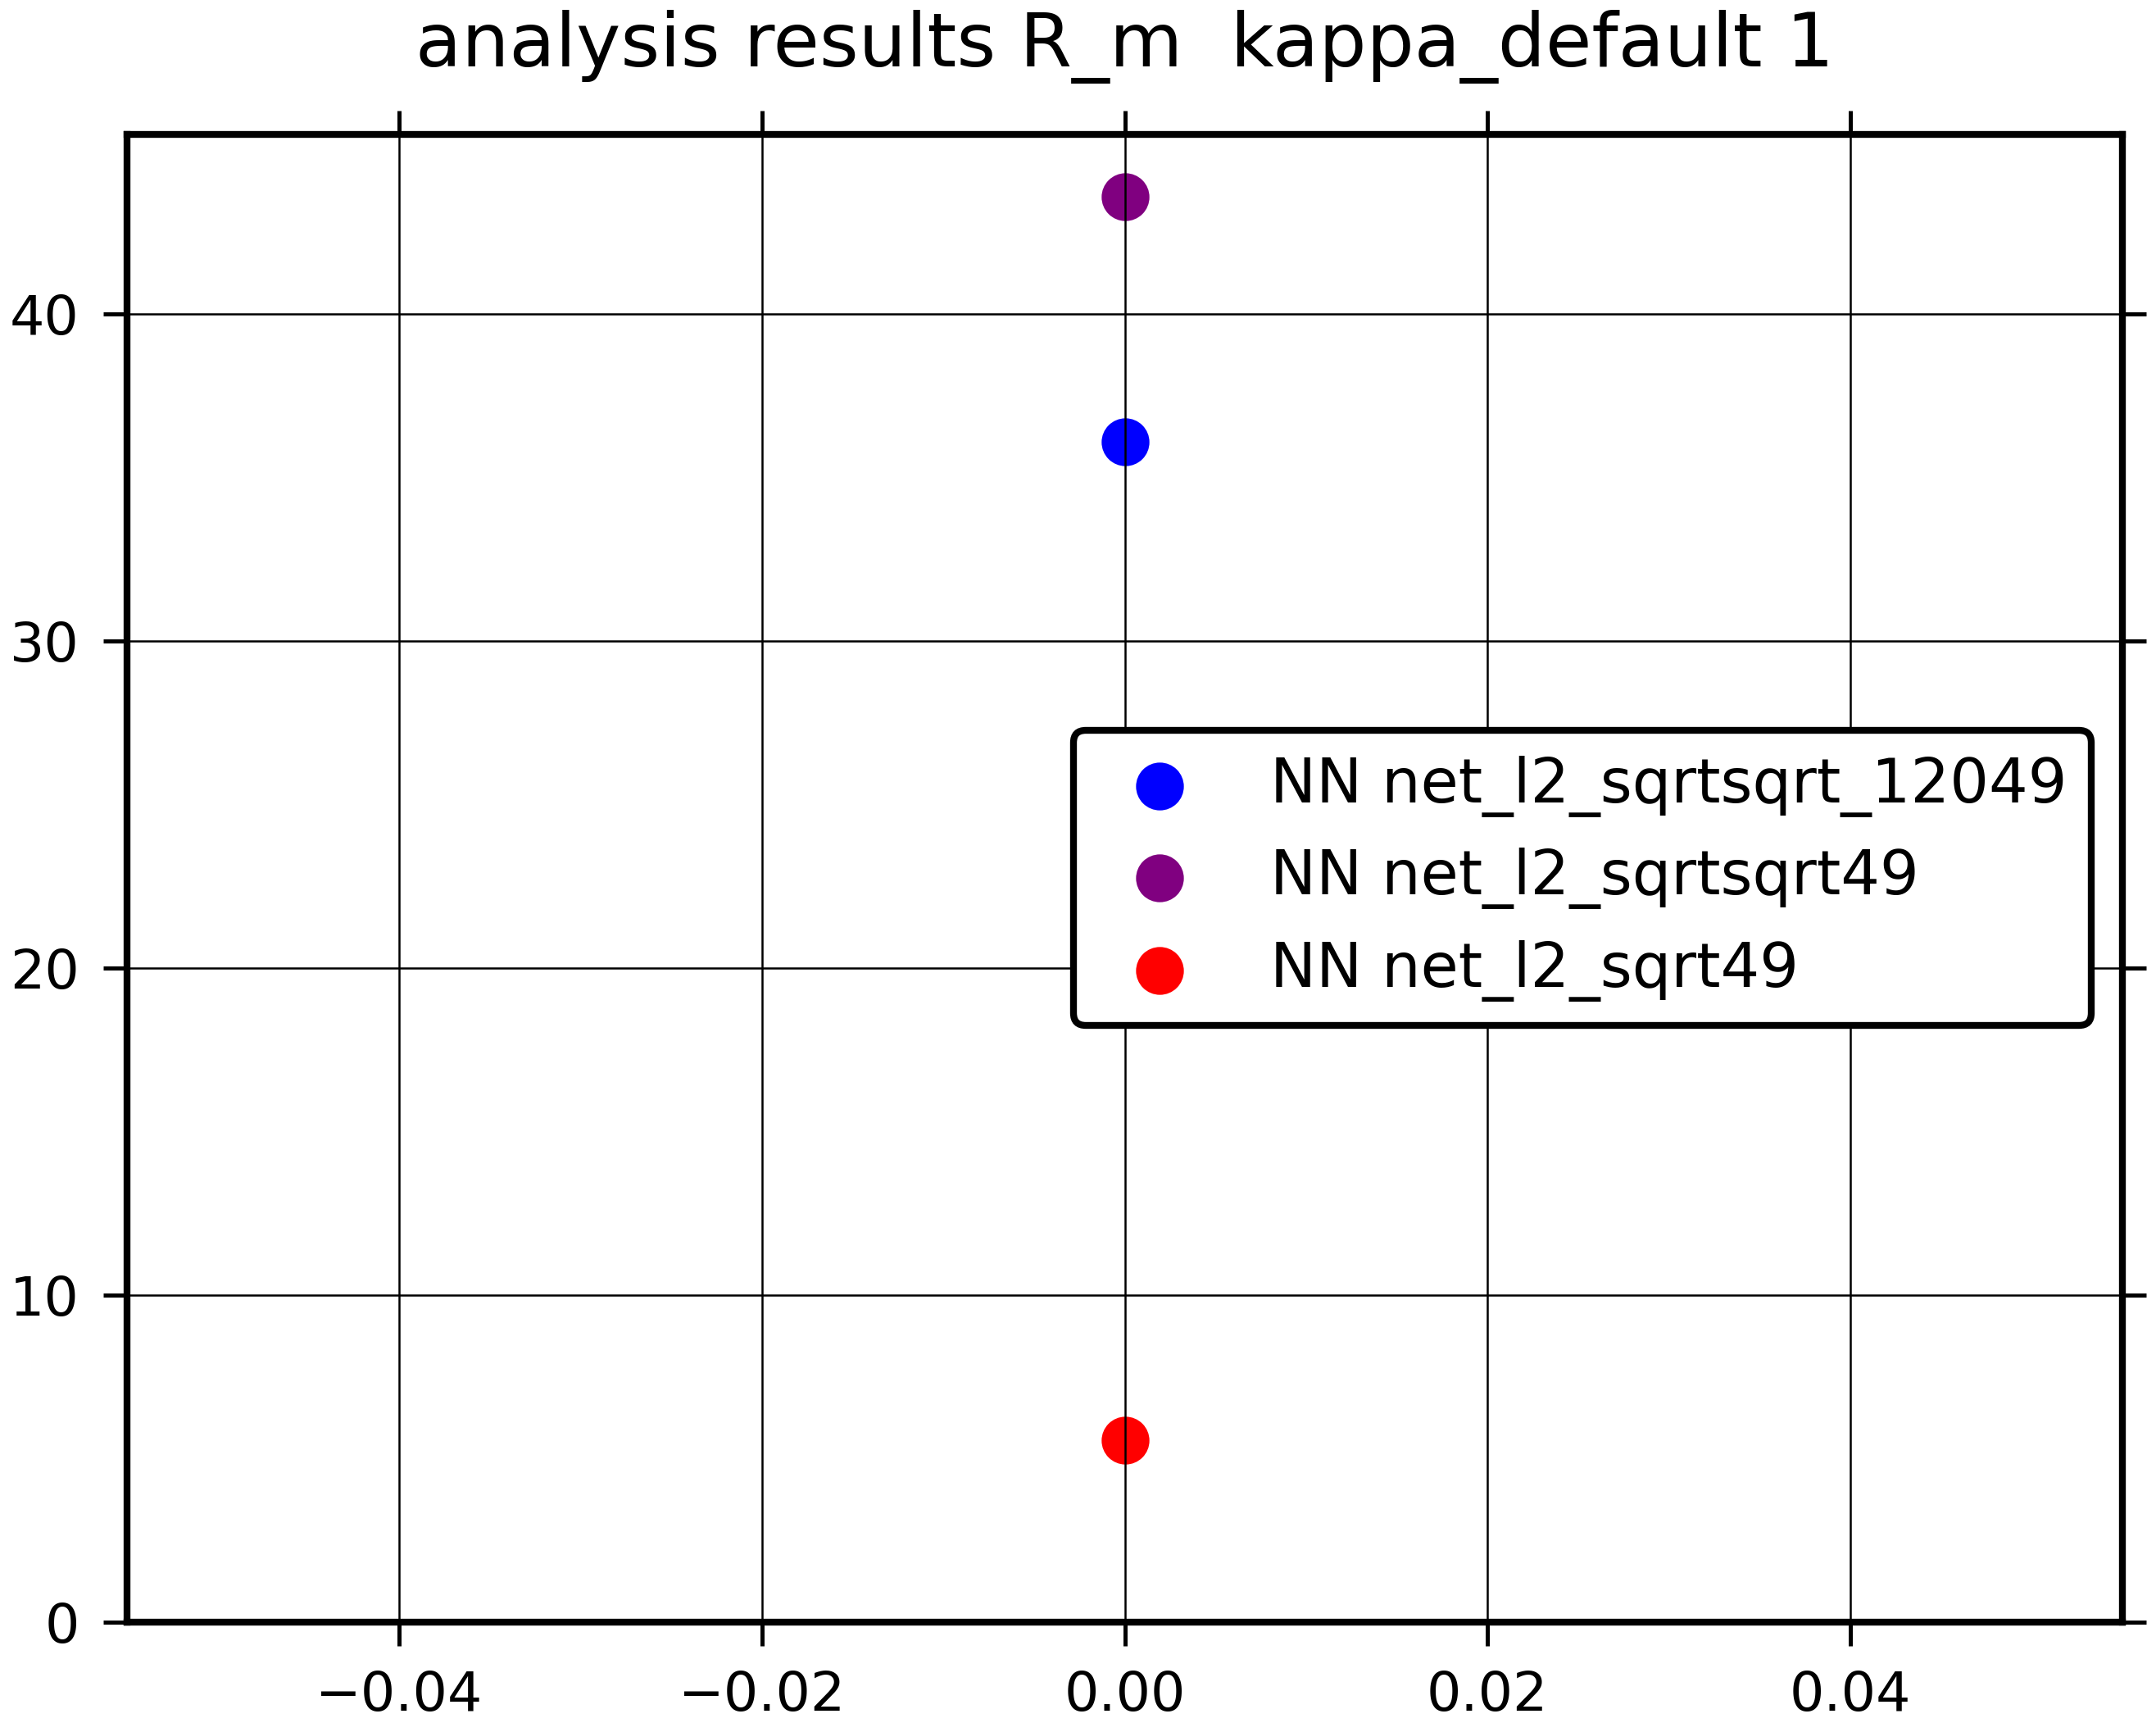 analysis results R_m  kappa_default 1
40
30
20
10
0
NN net_l2_sqrtsqrt_12049
NN net_l2_sqrtsqrt49
NN net_l2_sqrt49
−0.04 −0.02 0.00 0.02 0.04